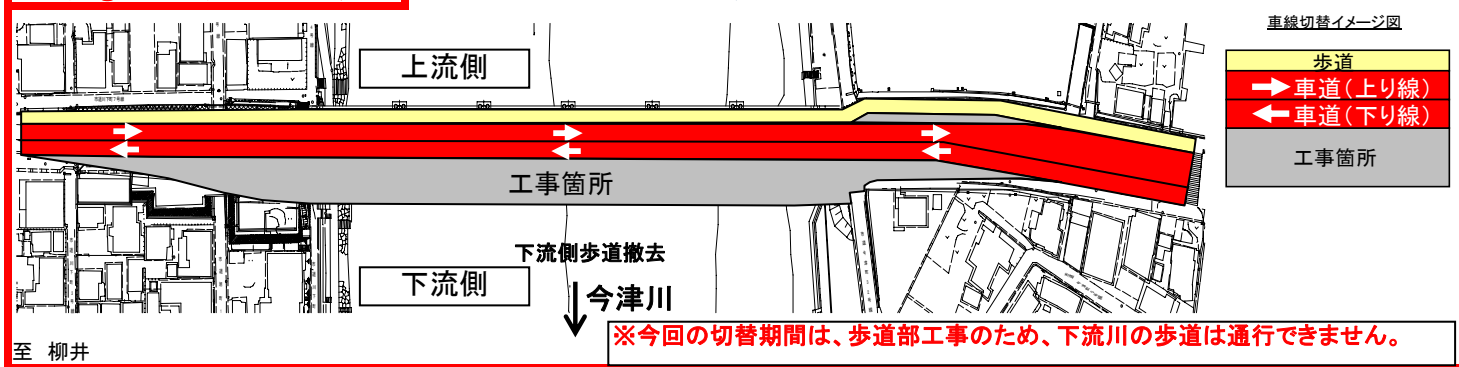 車線切替イメージ図
上流側
歩道
車道(上り線)
車道(下り線)
工事箇所
工事箇所
下流側歩道撤去
下流側
今津川
※今回の切替期間は、歩道部工事のため、下流川の歩道は通行できません。
至 柳井